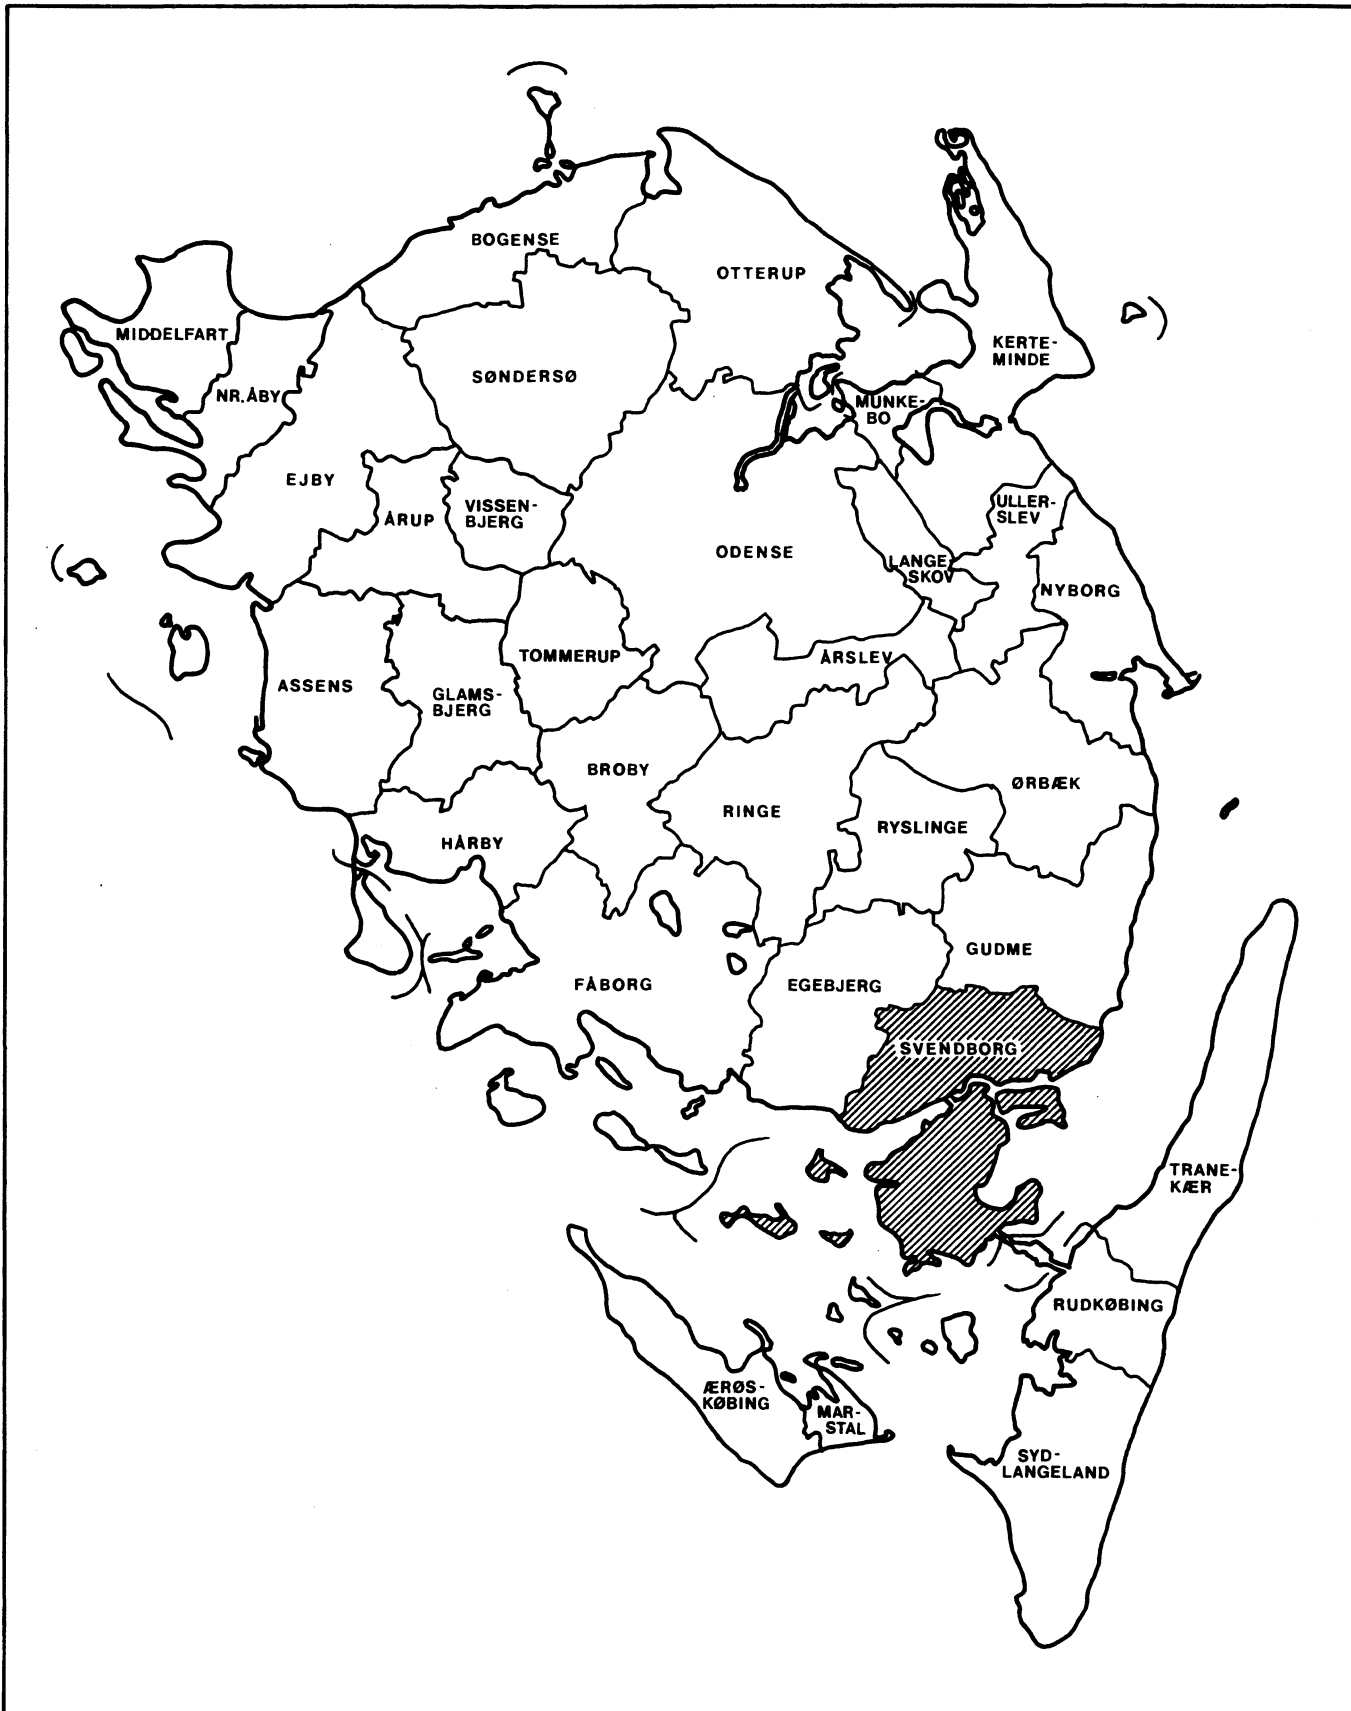 BOGENSE
OTTERUP
MIDDELFART
KERTE-
MINDE
SØNDERSØ
NR.ÅBY
MUNKE-
BO
EJBY
ÅRUP
VISSEN-
BJERG
ULLER-
SLEV
ODENSE
LANGE
SKOV
NYBORG
TOMMERUP
ÅRSLEV
ASSENS
GLAMS-
BJERG
BROBY
ØRBÆK
RINGE
RYSLINGE
HÅRBY
GUDME
FÅBORG
EGEBJERG
SVENDBORG
TRANE-
KÆR
RUDKØBING
ÆRØS-
KØBING
MAR-
STAL
SYD-
LANGELAND